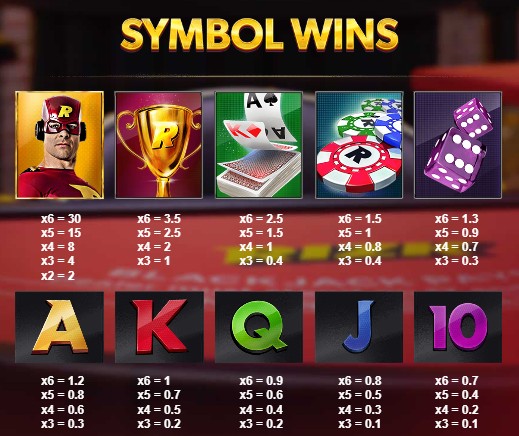 SYMBOL WINS
R
R
A
K
R
x6 = 30
x5 = 15
x4 = 8
x3 = 4
x2 = 2
x6 = 3.5
x5 = 2.5
x4 = 2
x3 = 1
x6 = 2.5
x5 = 1.5
x4 = 1
x3 = 0.4
x6 = 1.5
x5 = 1
x4 = 0.8
x3 = 0.4
x6 = 1.3
x5 = 0.9
x4 = 0.7
x3 = 0.3
A
K
Q
J
10
x6 = 1.2
x5 = 0.8
x4 = 0.6
x3 = 0.3
x6 = 1
x5 = 0.7
x4 = 0.5
x3 = 0.2
x6 = 0.9
x5 = 0.6
x4 = 0.4
x3 = 0.2
x6 = 0.8
x5 = 0.5
x4 = 0.3
x3 = 0.1
x6 = 0.7
x5 = 0.4
x4 = 0.2
x3 = 0.1